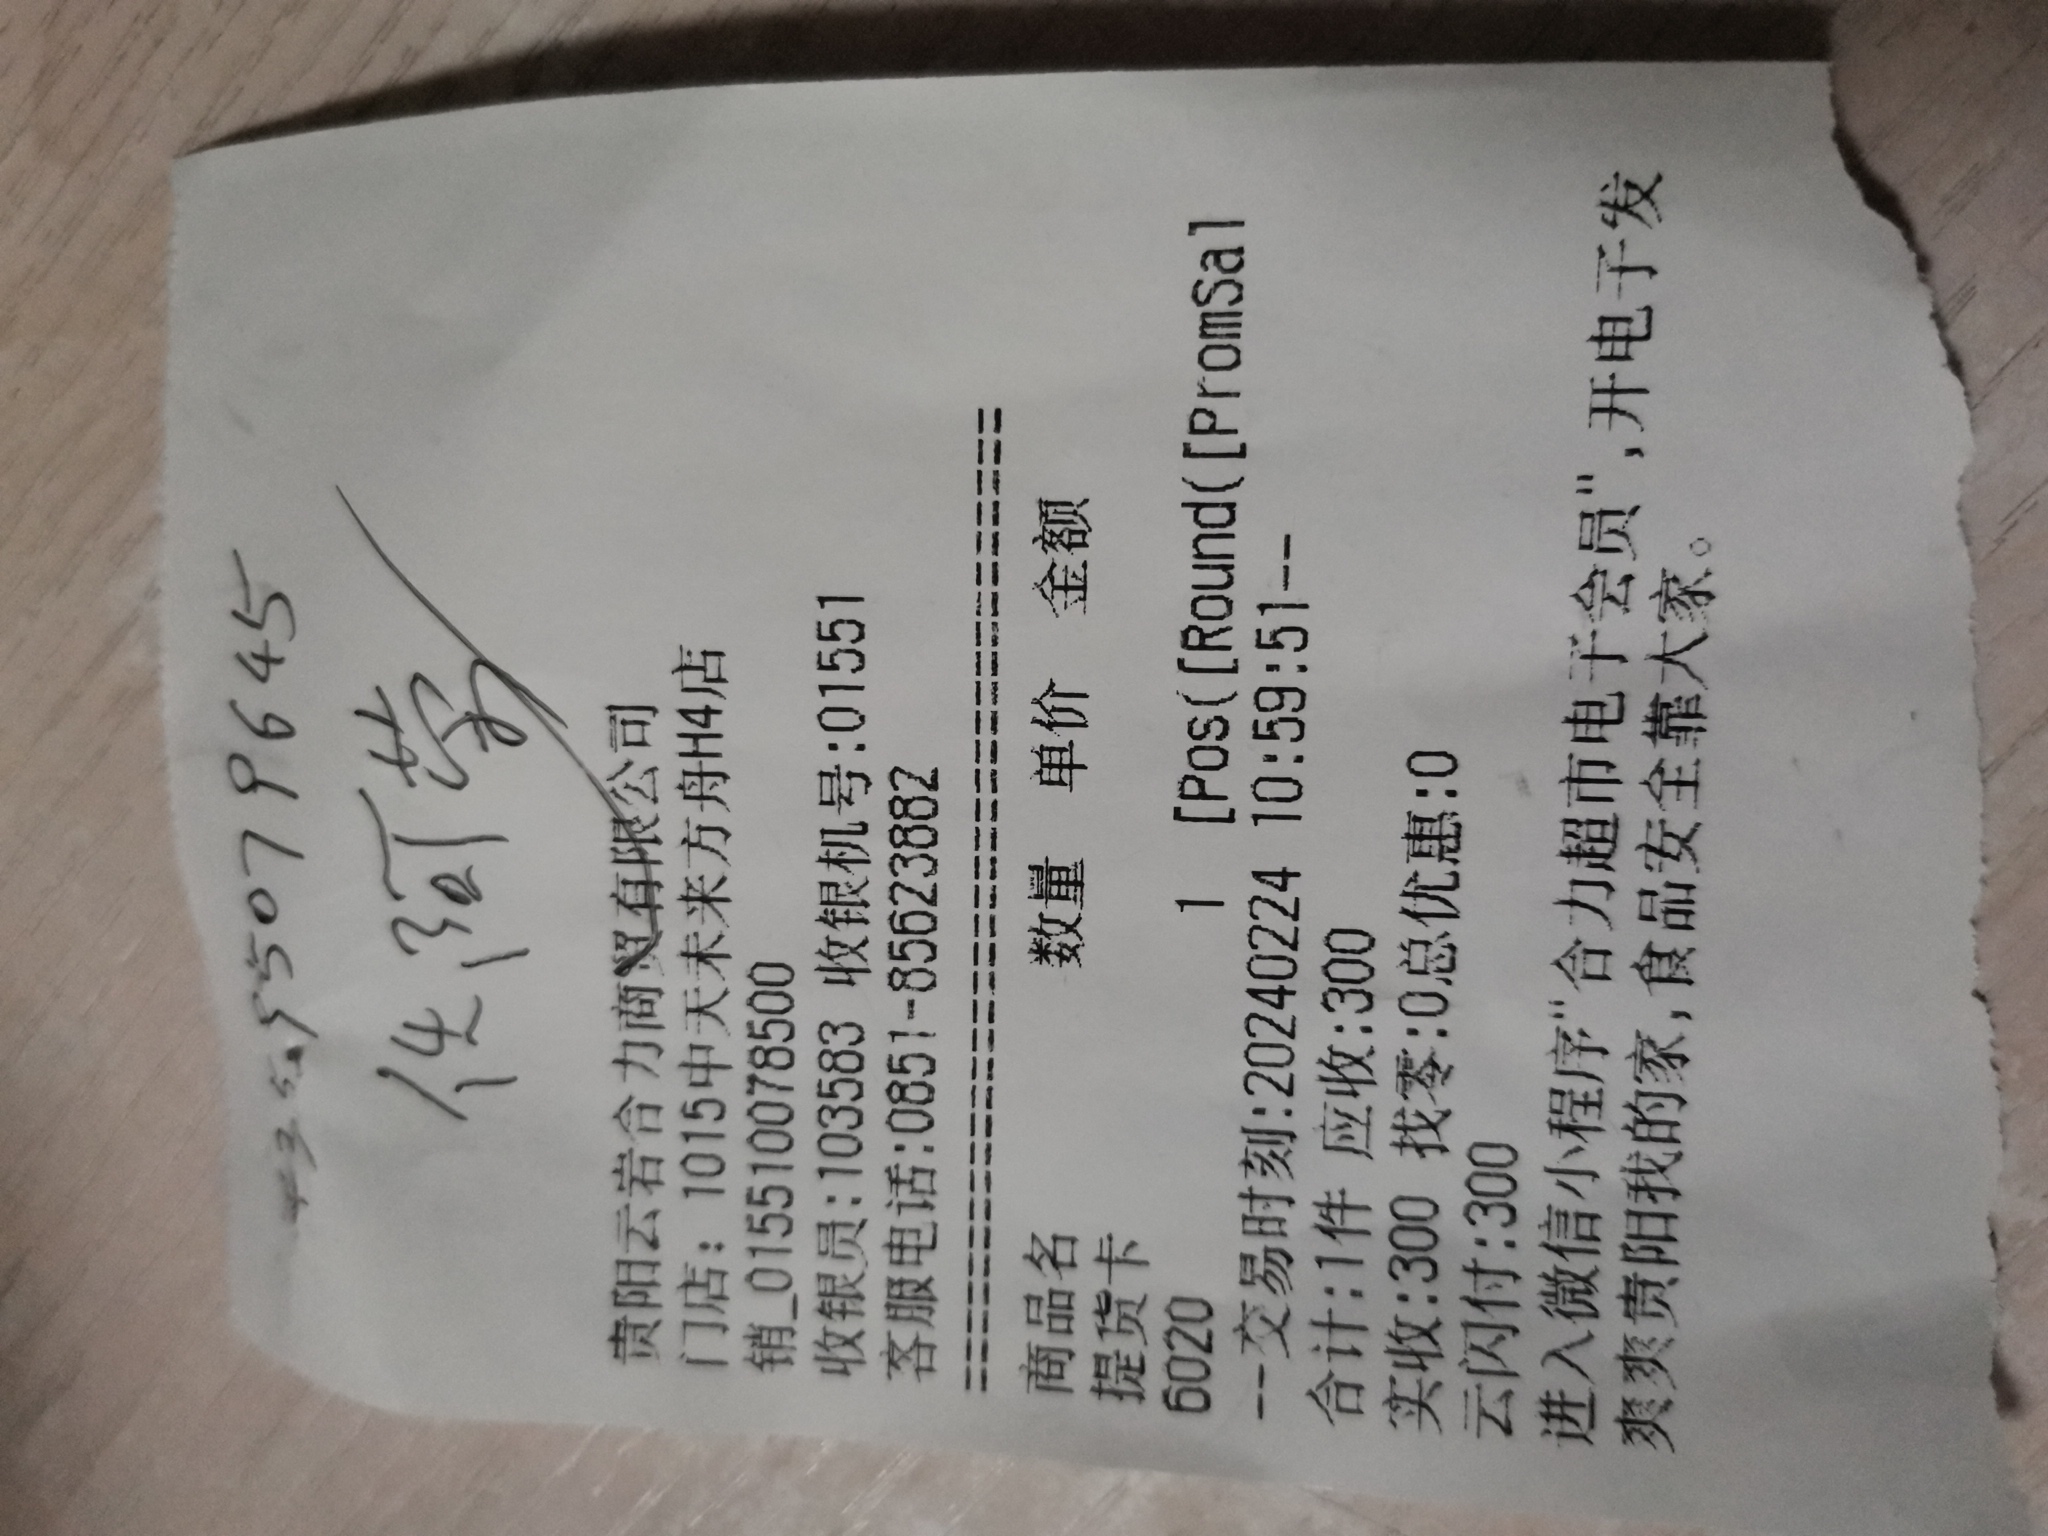 55079645
贵阳云岩合力商贸有限公司
门店: 1015中天未来方舟H4店
销_015510078500
收银员:1035583 收银机号:01551
客服电话:0851-85623882
==================================
商品名 数量 单价 金额
提货卡
6020 1 [Pos([Round([PromSal
--交易时刻:20240224 10:59:51--
合计:1件 应收:300
实收:300 找零:0总优惠:0
云闪付:300
进入微信小程序"合力超市电子会员",开电子发
爽爽贵阳找的家,食品安全靠大家。